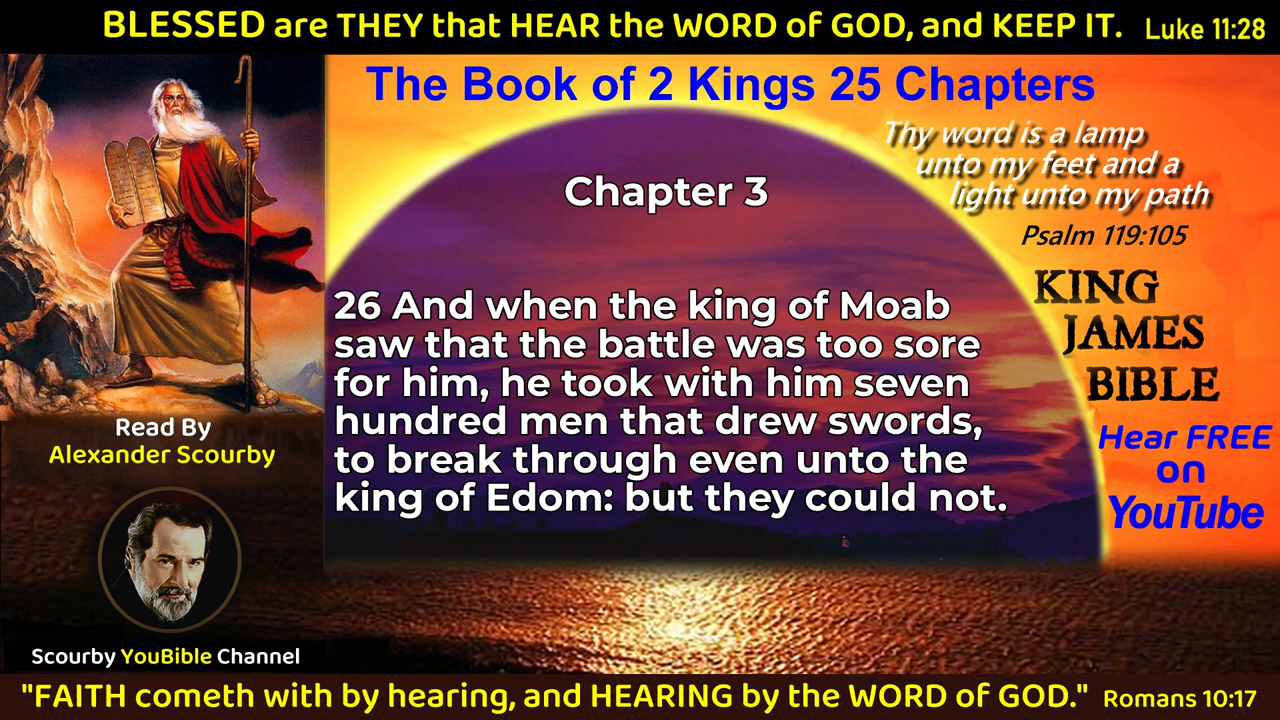 BLESSED are THEY that HEAR the WORD of GOD, and KEEP IT. Luke 11:28
The Book of 2 Kings 25 Chapters
Thy word is a lamp
unto my feet and a
light unto my path
Psalm 119:105
Chapter 3
26 And when the king of Moab
saw that the battle was too sore
for him, he took with him seven
hundred men that drew swords,
to break through even unto the
king of Edom: but they could not.
KING
JAMES
BIBLE
Hear FREE
on
YouTube
Read By
Alexander Scourby
Scourby YouBible Channel
"FAITH cometh with by hearing, and HEARING by the WORD of GOD." Romans 10:17